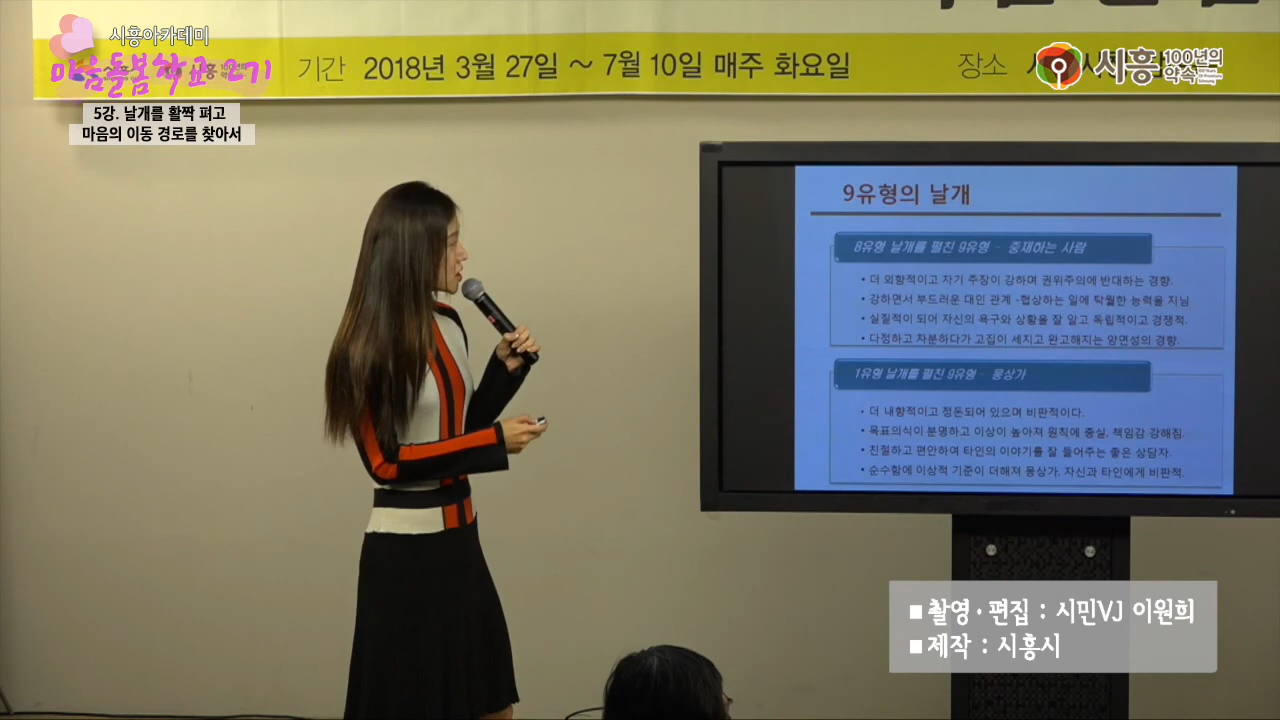 시흥아카데미
마음돌봄학교 2기
5강. 날개를 활짝 펴고
마음의 이동 경로를 찾아서
기간 2018년 3월 27일 ~ 7월 10일 매주 화요일
장소
시흥 100년의 약속
9유형의 날개
8유형 날개를 펼친 9유형 - 중재하는 사람
• 더 외향적이고 자기 주장이 강하며 권위주의에 반대하는 경향.
• 강하면서 부드러운 대인 관계 -협상하는 일에 탁월한 능력을 지님
• 실질적이 되어 자신의 욕구와 상황을 잘 알고 독립적이고 경쟁적.
• 다정하고 차분하다가 고집이 세지고 완고해지는 양면성의 경향.
1유형 날개를 펼친 9유형 - 몽상가
• 더 내향적이고 정돈되어 있으며 비판적이다.
• 목표의식이 분명하고 이상이 높아져 원칙에 충실, 책임감 강해짐.
• 친절하고 편안하여 타인의 이야기를 잘 들어주는 좋은 상담자.
• 순수함에 이상적 기준이 더해져 몽상가, 자신과 타인에게 비판적.
■ 촬영·편집 : 시민VJ 이원희
■ 제작 : 시흥시